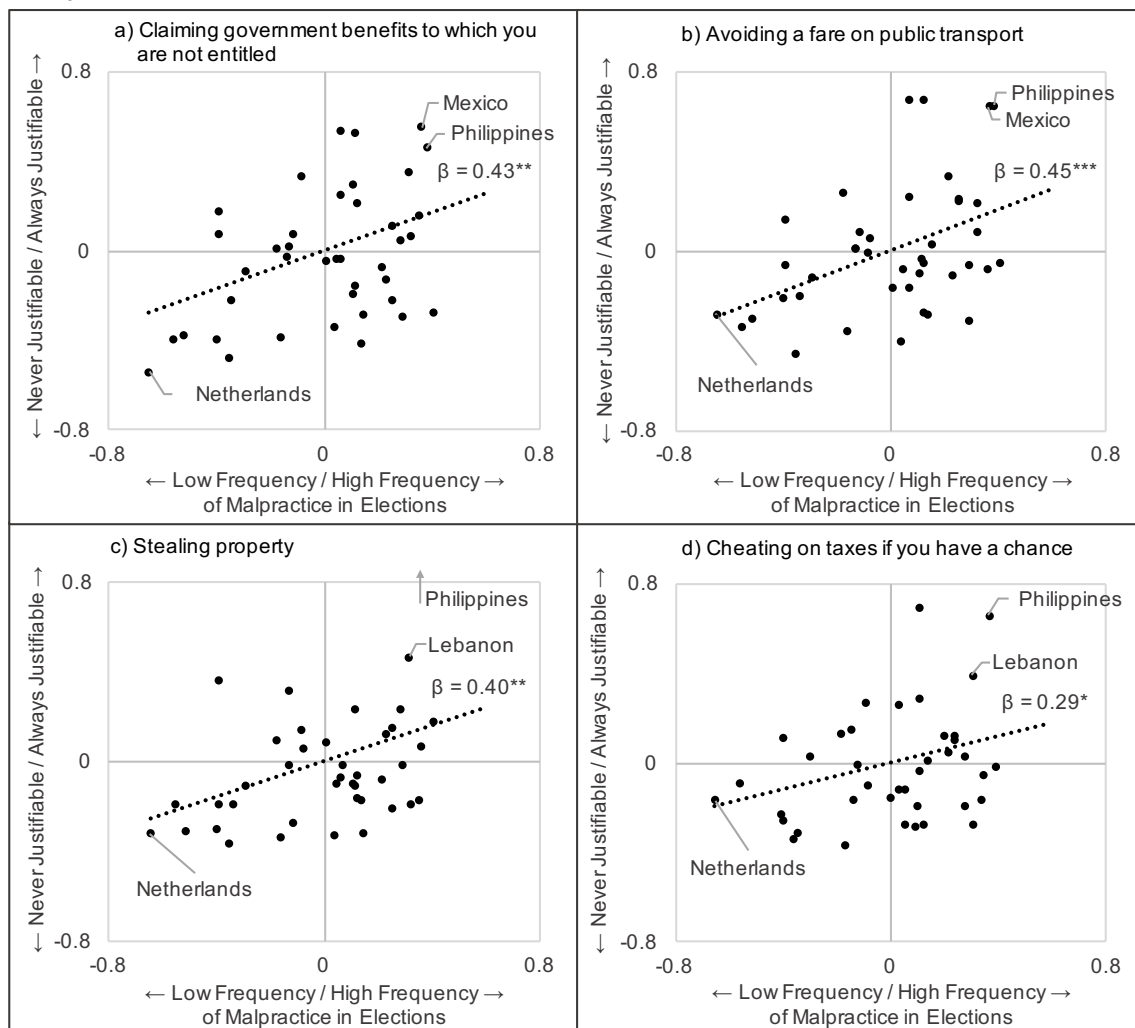 a) Claiming government benefits to which you
are not entitled
← Never Justifiable / Always Justifiable →
0.8
0
-0.8
Mexico
Philippines
β = 0.43**
Netherlands
-0.8
0
0.8
← Low Frequency / High Frequency →
of Malpractice in Elections
b) Avoiding a fare on public transport
← Never Justifiable / Always Justifiable →
0.8
0
-0.8
Philippines
Mexico
β = 0.45***
Netherlands
-0.8
0
0.8
← Low Frequency / High Frequency →
of Malpractice in Elections
c) Stealing property
← Never Justifiable / Always Justifiable →
0.8
0
-0.8
Philippines
Lebanon
β = 0.40**
Netherlands
-0.8
0
0.8
← Low Frequency / High Frequency →
of Malpractice in Elections
d) Cheating on taxes if you have a chance
← Never Justifiable / Always Justifiable →
0.8
0
-0.8
Philippines
Lebanon
β = 0.29*
Netherlands
-0.8
0
0.8
← Low Frequency / High Frequency →
of Malpractice in Elections